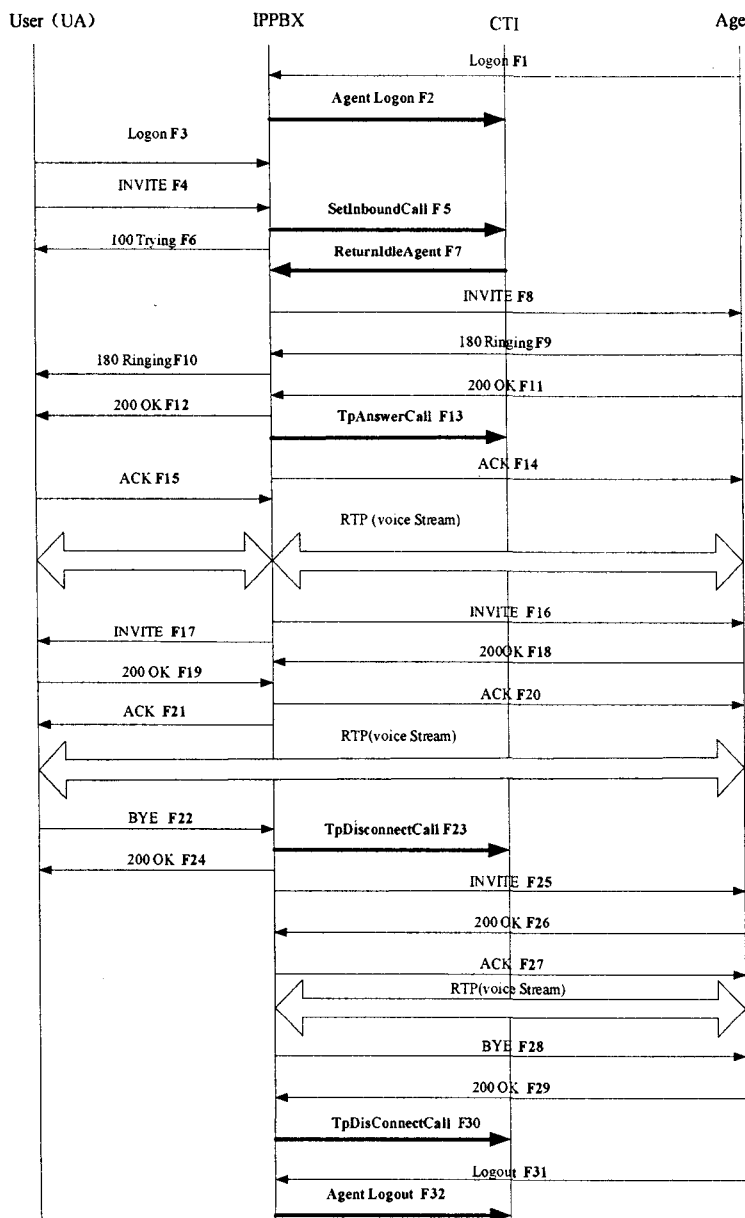 User (UA)
IPPBX
CTI
Age
Logon F1
Agent Logon F2
Logon F3
INVITE F4
SetInboundCall F5
100 Trying F6
ReturnIdleAgent F7
INVITE F8
180 Ringing F9
180 Ringing F10
200 OK F11
200 OK F12
TpAnswerCall F13
ACK F14
ACK F15
RTP (voice Stream)
INVITE F16
INVITE F17
200OK F18
200 OK F19
ACK F20
ACK F21
RTP(voice Stream)
BYE F22
TpDisconnectCall F23
200 OK F24
INVITE F25
200 OK F26
ACK F27
RTP(voice Stream)
BYE F28
200 OK F29
TpDisConnectCall F30
Logout F31
Agent Logout F32